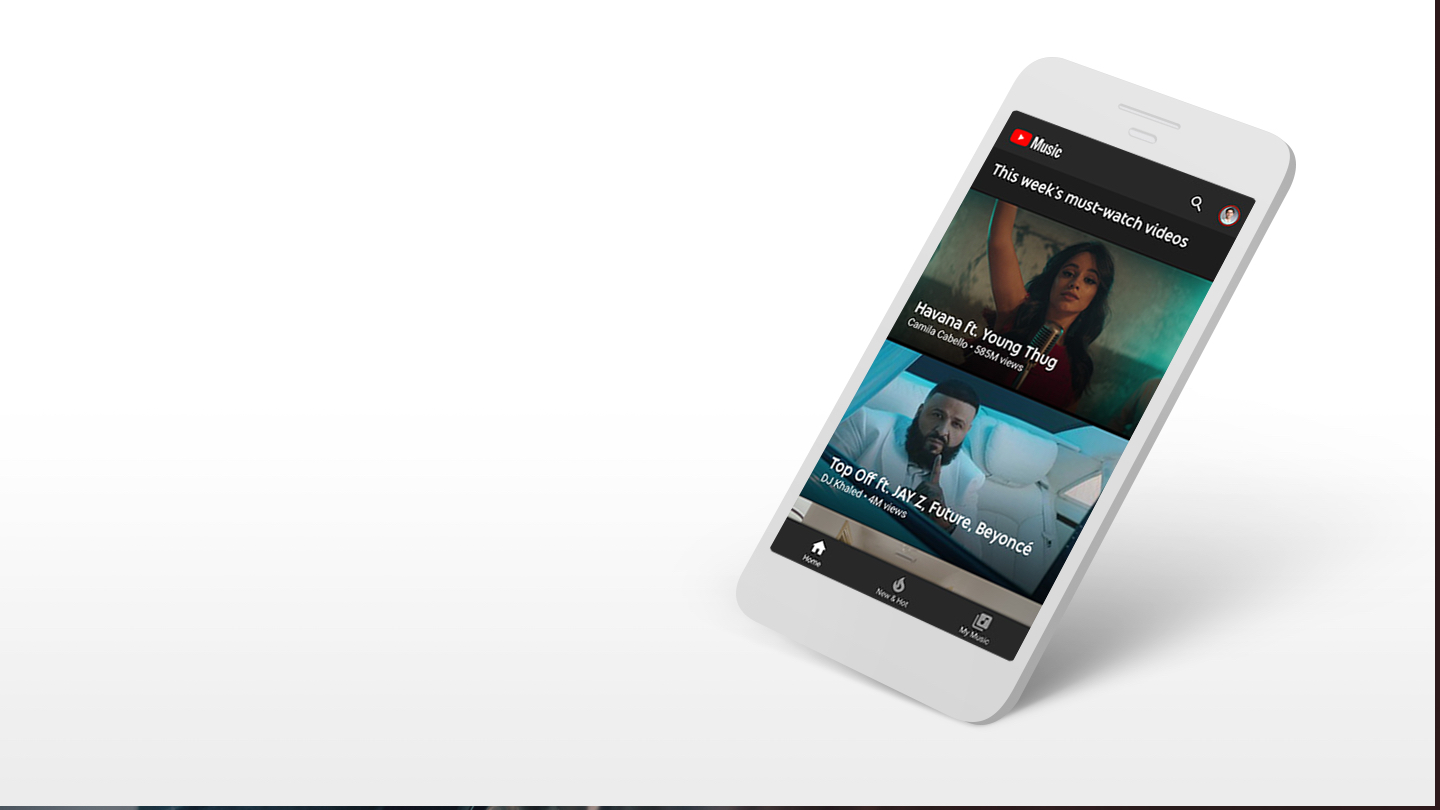 Music
This week's must-watch videos
Havana ft. Young Thug
Camila Cabello • 585M views
Top Off ft. JAY Z, Future, Beyoncé
DJ Khaled • 4M views
Home
New & Hot
My Music